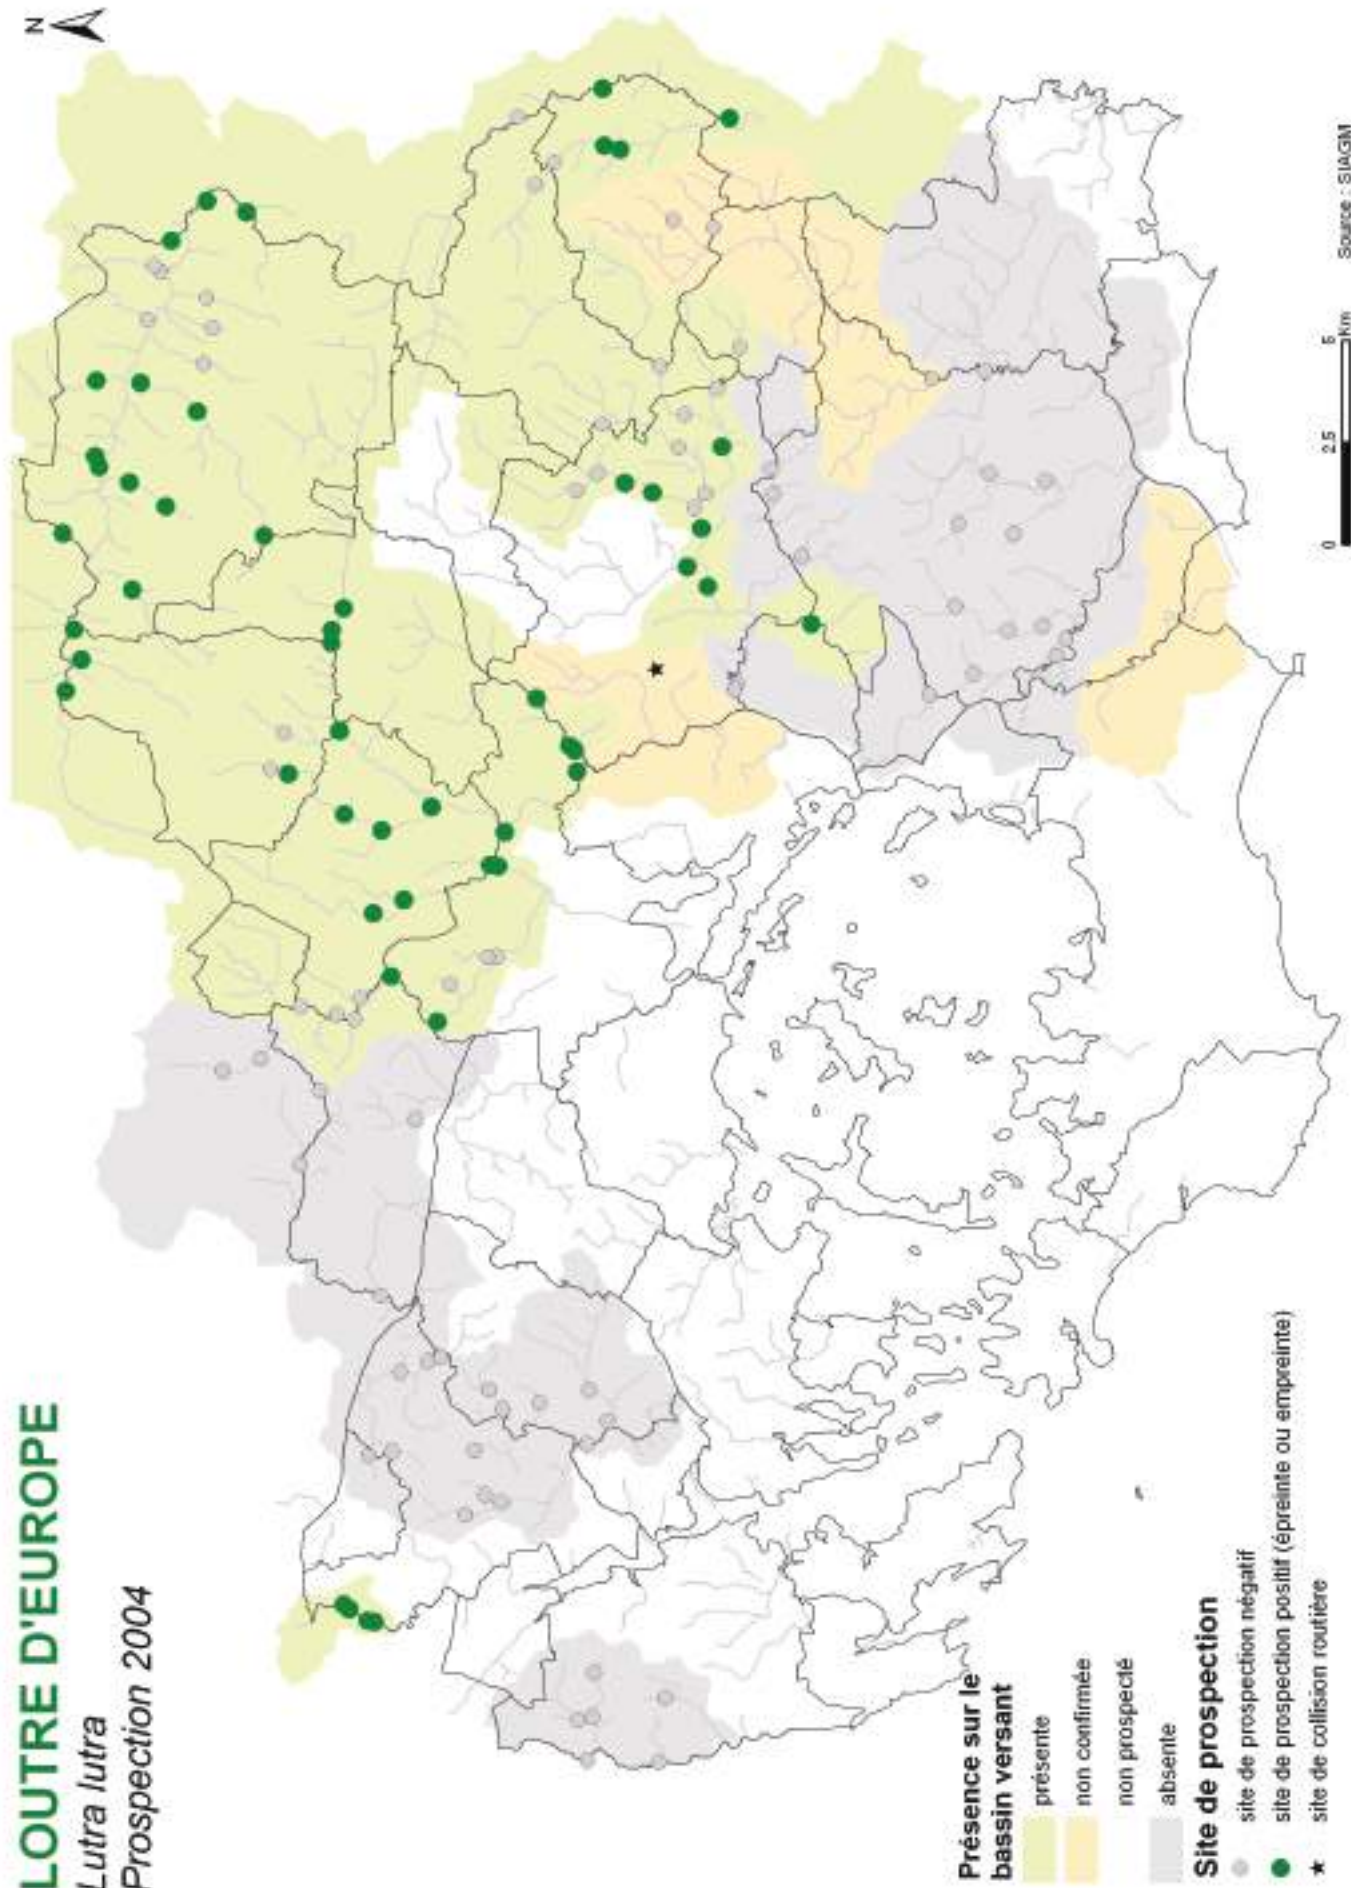 LOUTRE D'EUROPE
Lutra lutra
Prospection 2004
N
Présence sur le
bassin versant
présente
non confirmée
non prospecté
absente
Site de prospection
site de prospection négatif
site de prospection positif (épreinte ou empreinte)
site de collision routière
0 2.5 5 Km
Source : SIAGM